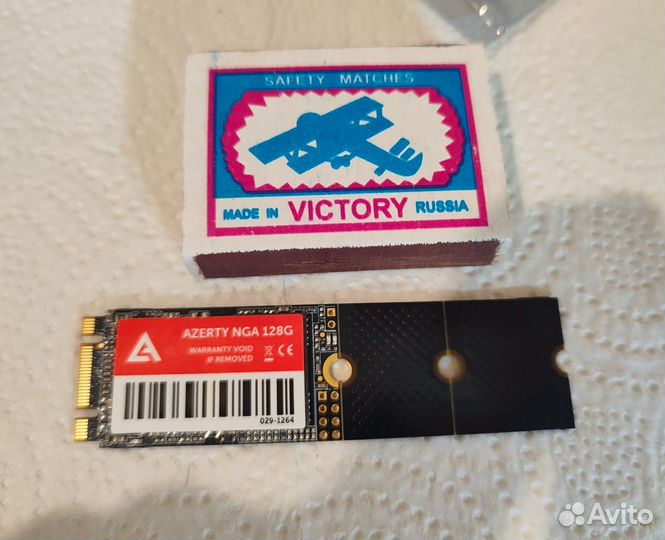 SAFETY MATCHES
MADE IN VICTORY RUSSIA
AZERTY NGA 128G
WARRANTY VOID
IF REMOVED
CE
029-1264
Avito